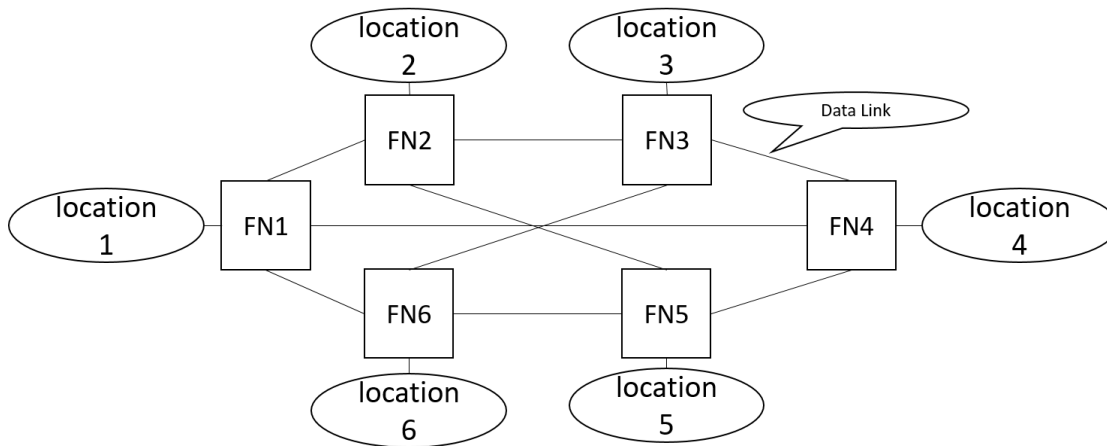 location
2
location
3
Data Link
FN2
FN3
location
1
FN1
FN4
location
4
FN6
FN5
location
6
location
5